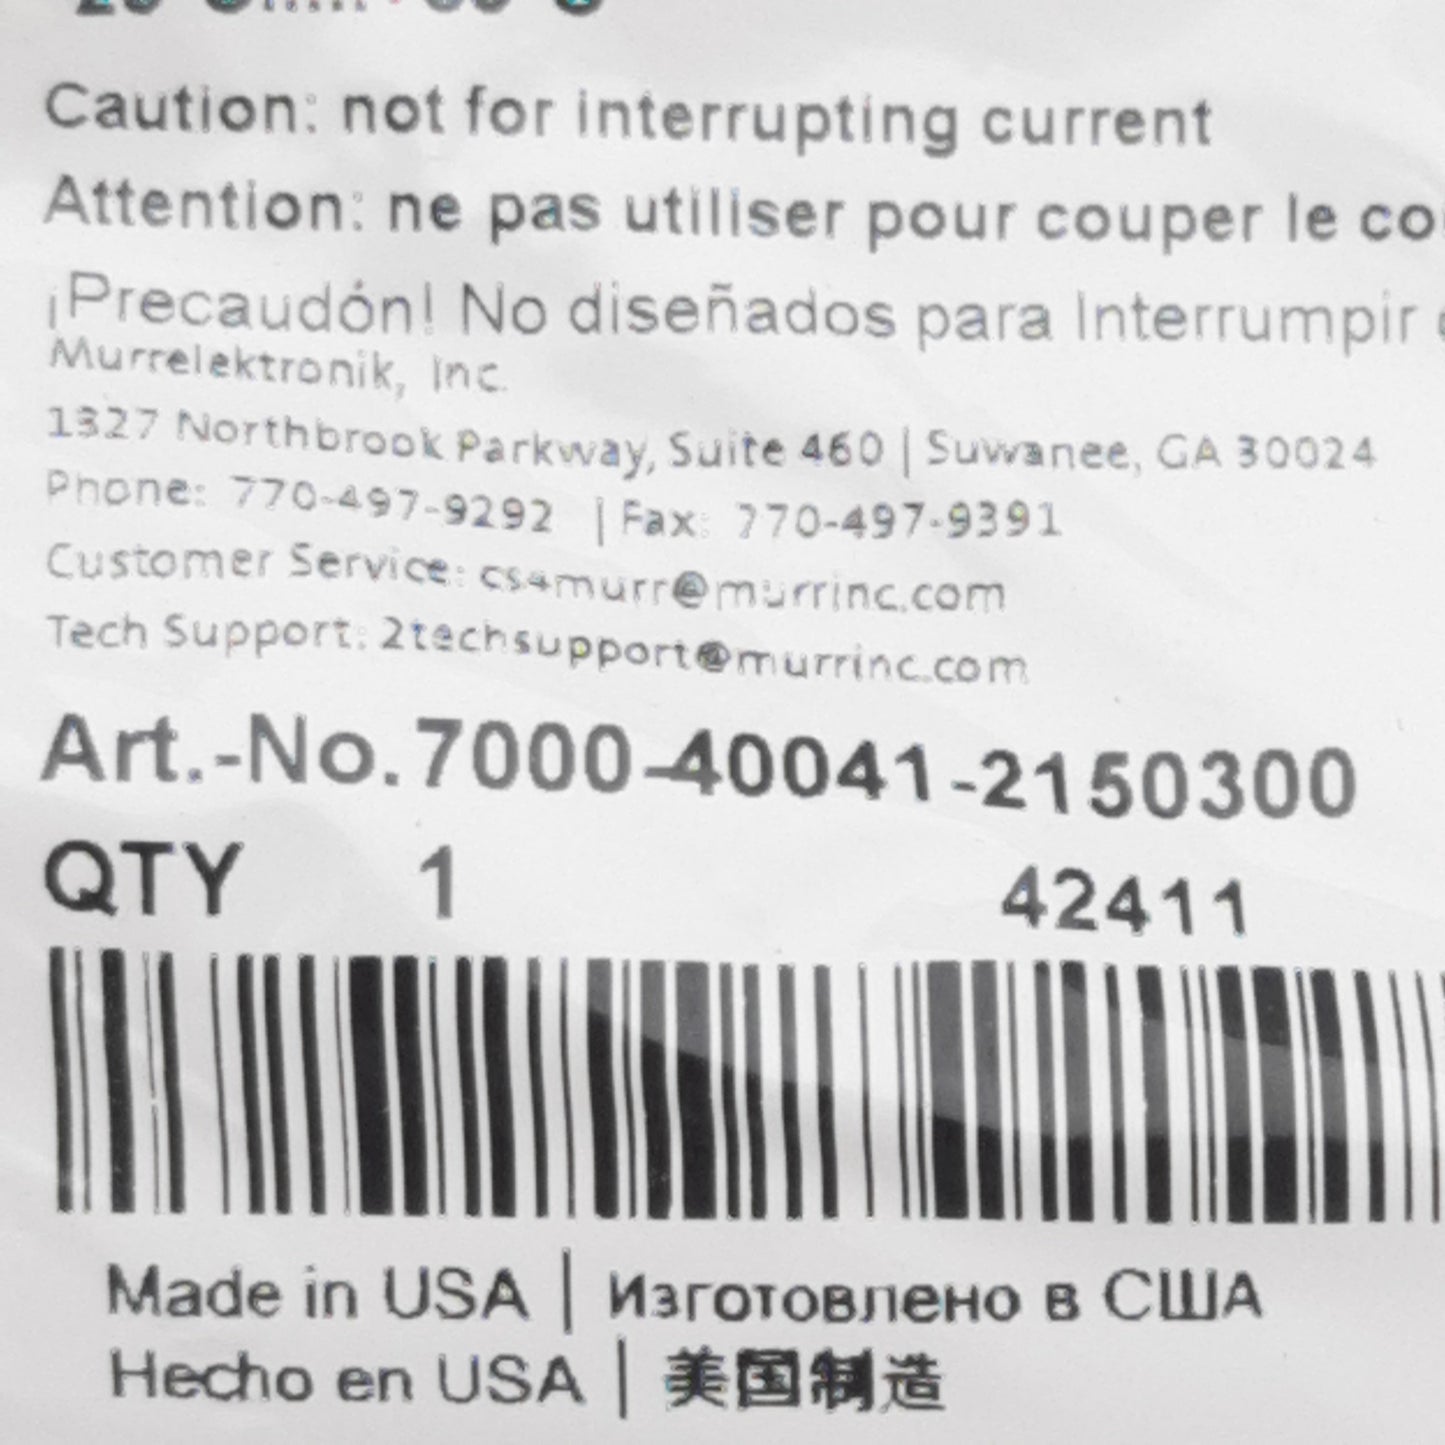 Caution: not for interrupting current
Attention: ne pas utiliser pour couper le
¡Precaudón! No diseñados para Interrumpir
Murrelektronik, Inc.
1327 Northbrook Parkway, Suite 460 | Suwanee, GA 30024
Phone: 770-497-9292 | Fax: 770-497-9391
Customer Service: cs4murr@murrinc.com
Tech Support: 2techsupport@murrinc.com
Art.-No.7000-40041-2150300
QTY 1 42411
Made in USA | Изготовлено в США
Hecho en USA | 美国制造